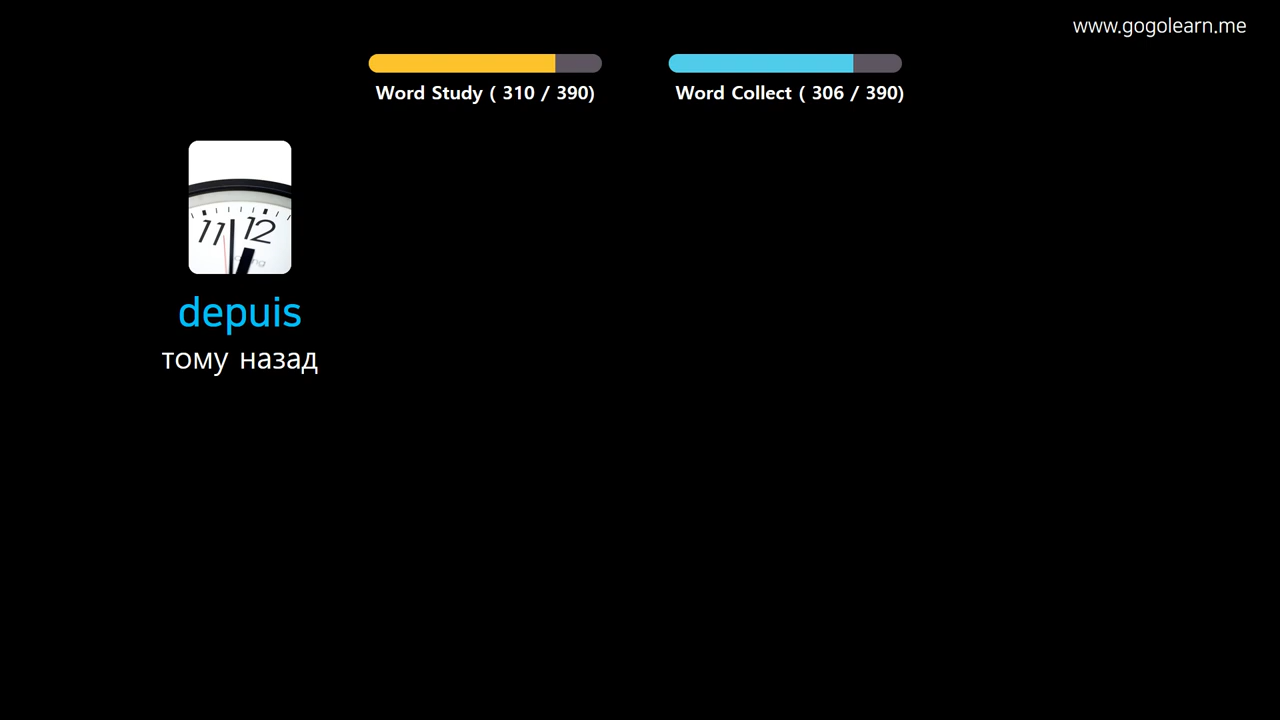 www.gogolearn.me
Word Study ( 310 / 390)
Word Collect ( 306 / 390)
11 12
depuis
тому назад